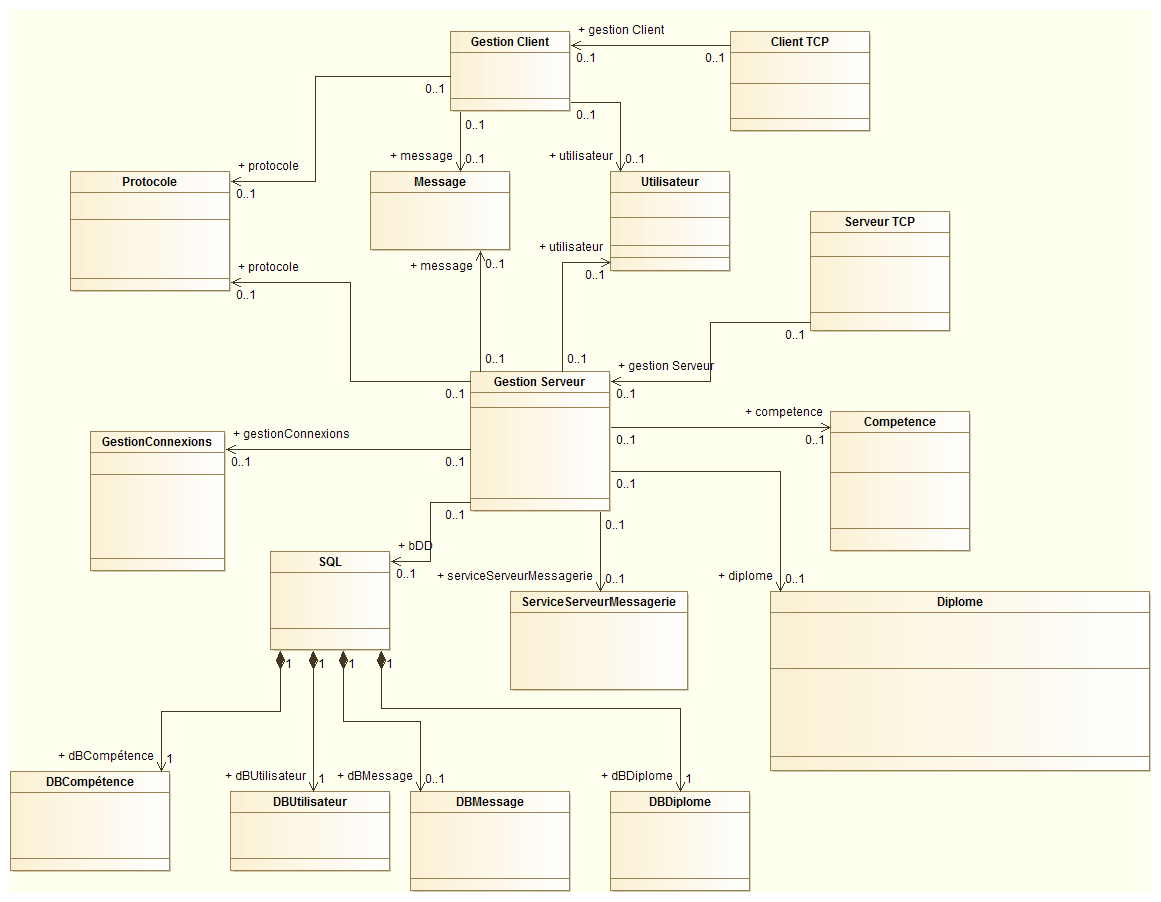 + gestion Client
Gestion Client
Client TCP
0..1
0..1
0..1
0..1
0..1
+ message
0..1
+ utilisateur
0..1
+ protocole
0..1
Protocole
Message
Utilisateur
Serveur TCP
+ utilisateur
0..1
+ message
0..1
+ protocole
0..1
0..1
0..1
0..1
+ gestion Serveur
0..1
Gestion Serveur
0..1
+ competence
0..1
0..1
Competence
+ gestionConnexions
0..1
0..1
GestionConnexions
0..1
0..1
0..1
+ bDD
0..1
SQL
+ serviceServeurMessagerie
0..1
+ diplome
0..1
ServiceServeurMessagerie
Diplome
1
1
1
1
+ dBCompétence
1
+ dBUtilisateur
1
+ dBMessage
0..1
+ dBDiplome
1
DBCompétence
DBUtilisateur
DBMessage
DBDiplome